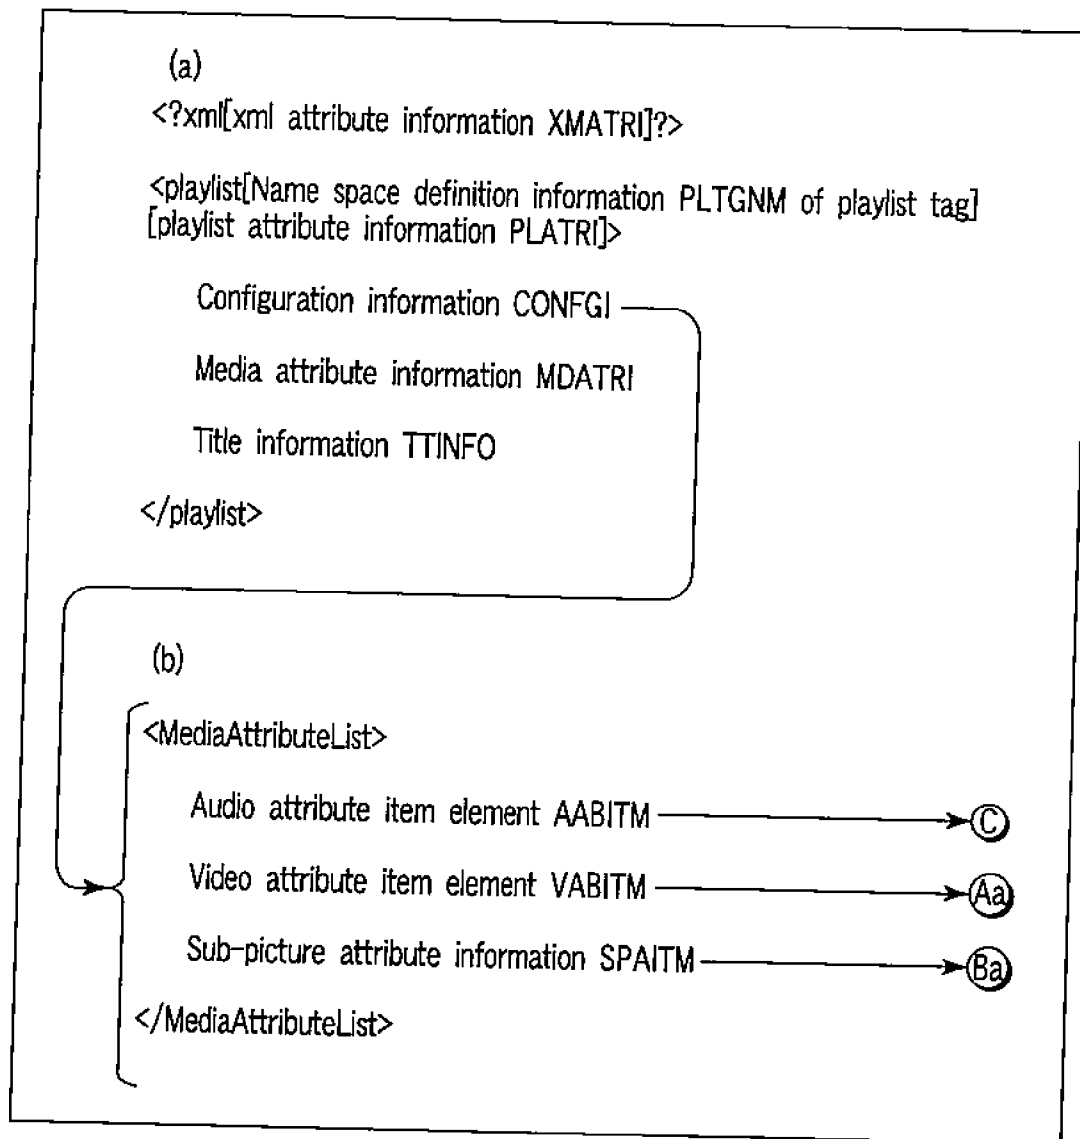 (a)
<?xml[xml attribute information XMATRI]?>
<playlist[Name space definition information PLTGNM of playlist tag]
[playlist attribute information PLATRI]>
Configuration information CONFGI
Media attribute information MDATRI
Title information TTINFO
</playlist>
(b)
<MediaAttributeList>
Audio attribute item element AABITM C
Video attribute item element VABITM Aa
Sub-picture attribute information SPAITM Ba
</MediaAttributeList>